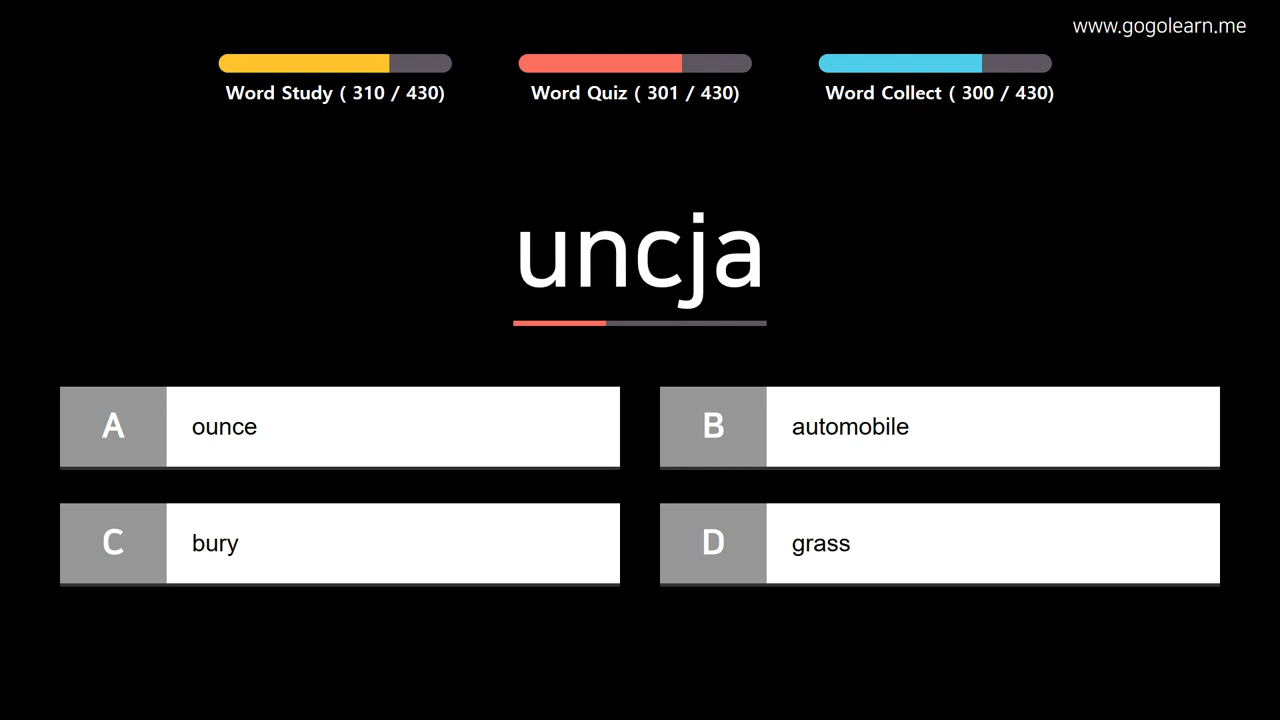 www.gogolearn.me
Word Study ( 310 / 430)
Word Quiz ( 301 / 430)
Word Collect ( 300 / 430)
uncja
A ounce
B automobile
C bury
D grass